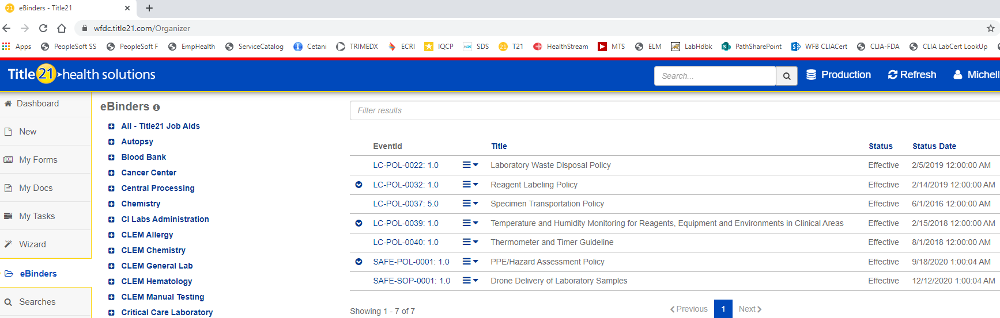 eBinders - Title21
wfdc.title21.com/Organizer
Apps PeopleSoft SS PeopleSoft F EmpHealth ServiceCatalog Cetani TRIMEDX ECRI IQCP SDS T21 HealthStream MTS ELM LabHdbk PathSharePoint WFB CLIACert CLIA-FDA CLIA LabCert LookUp
Title21 health solutions Search... Production Refresh Michell
Dashboard
New
My Forms
My Docs
My Tasks
Wizard
eBinders
Searches
eBinders
All - Title21 Job Aids
Autopsy
Blood Bank
Cancer Center
Central Processing
Chemistry
CI Labs Administration
CLEM Allergy
CLEM Chemistry
CLEM General Lab
CLEM Hematology
CLEM Manual Testing
Critical Care Laboratory
Filter results
EventId Title Status Status Date
LC-POL-0022: 1.0 Laboratory Waste Disposal Policy Effective 2/5/2019 12:00:00 AM
LC-POL-0032: 1.0 Reagent Labeling Policy Effective 2/14/2019 12:00:00 AM
LC-POL-0037: 5.0 Specimen Transportation Policy Effective 6/1/2016 12:00:00 AM
LC-POL-0039: 1.0 Temperature and Humidity Monitoring for Reagents, Equipment and Environments in Clinical Areas Effective 2/15/2018 12:00:00 AM
LC-POL-0040: 1.0 Thermometer and Timer Guideline Effective 8/1/2018 12:00:00 AM
SAFE-POL-0001: 1.0 PPE/Hazard Assessment Policy Effective 9/18/2020 1:00:04 AM
SAFE-SOP-0001: 1.0 Drone Delivery of Laboratory Samples Effective 12/12/2020 1:00:04 AM
Showing 1 - 7 of 7 Previous 1 Next